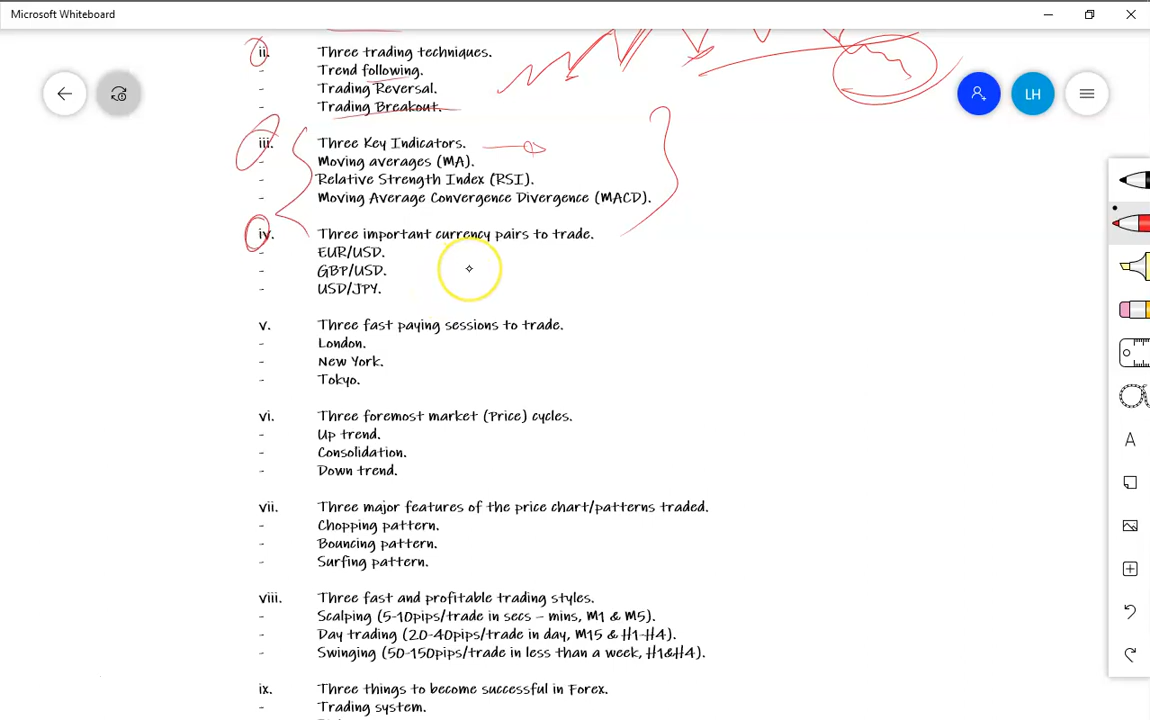 Microsoft Whiteboard
ii. Three trading techniques.
- Trend following.
- Trading Reversal.
- Trading Breakout.
LH
iii. Three Key Indicators.
- Moving averages (MA).
- Relative Strength Index (RSI).
- Moving Average Convergence Divergence (MACD).
iv. Three important currency pairs to trade.
- EUR/USD.
- GBP/USD.
- USD/JPY.
v. Three fast paying sessions to trade.
- London.
- New York.
- Tokyo.
vi. Three foremost market (Price) cycles.
- Up trend.
- Consolidation.
- Down trend.
vii. Three major features of the price chart/patterns traded.
- Chopping pattern.
- Bouncing pattern.
- Surfing pattern.
viii. Three fast and profitable trading styles.
- Scalping (5-10pips/trade in secs – mins, M1 & M5).
- Day trading (20-40pips/trade in day, M15 & H1-H4).
- Swinging (50-150pips/trade in less than a week, H1&H4).
ix. Three things to become successful in Forex.
- Trading system.